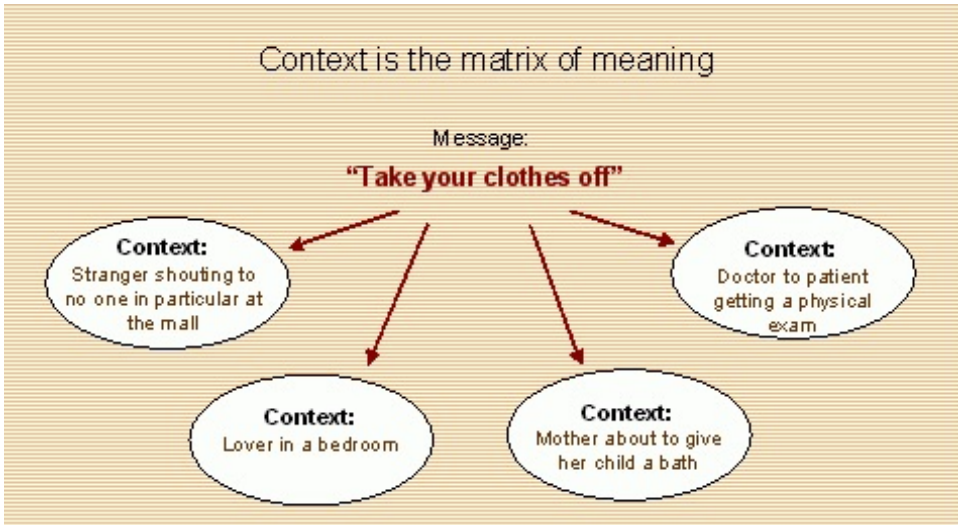 Context is the matrix of meaning
Message:
“Take your clothes off”
Context:
Stranger shouting to
no one in particular at
the mall
Context:
Doctor to patient
getting a physical
exam
Context:
Lover in a bedroom
Context:
Mother about to give
her child a bath